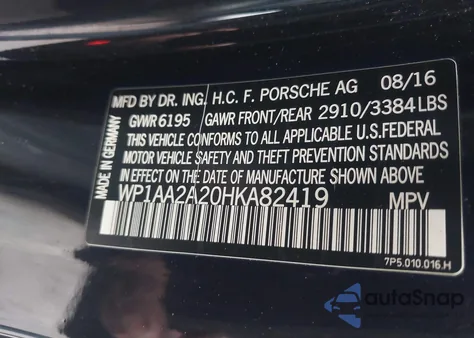 MFD BY DR. ING. H.C. F. PORSCHE AG 08/16
GVWR 6195 GAWR FRONT/REAR 2910/3384LBS
THIS VEHICLE CONFORMS TO ALL APPLICABLE U.S.FEDERAL
MOTOR VEHICLE SAFETY AND THEFT PREVENTION STANDARDS
IN EFFECT ON THE DATE OF MANUFACTURE SHOWN ABOVE
WP1AA2A20HKA82419 MPV
MADE IN GERMANY
7P5.010.016.H
autoSnap